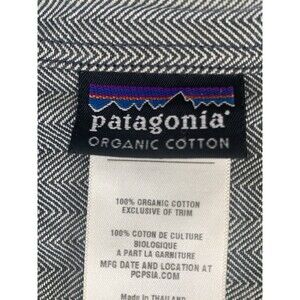 patagonia®
ORGANIC COTTON
100% ORGANIC COTTON
EXCLUSIVE OF TRIM
100% COTON DE CULTURE
BIOLOGIQUE
A PART LA GARNITURE
MFG DATE AND LOCATION AT
PCPSIA.COM
Made in THAILAND